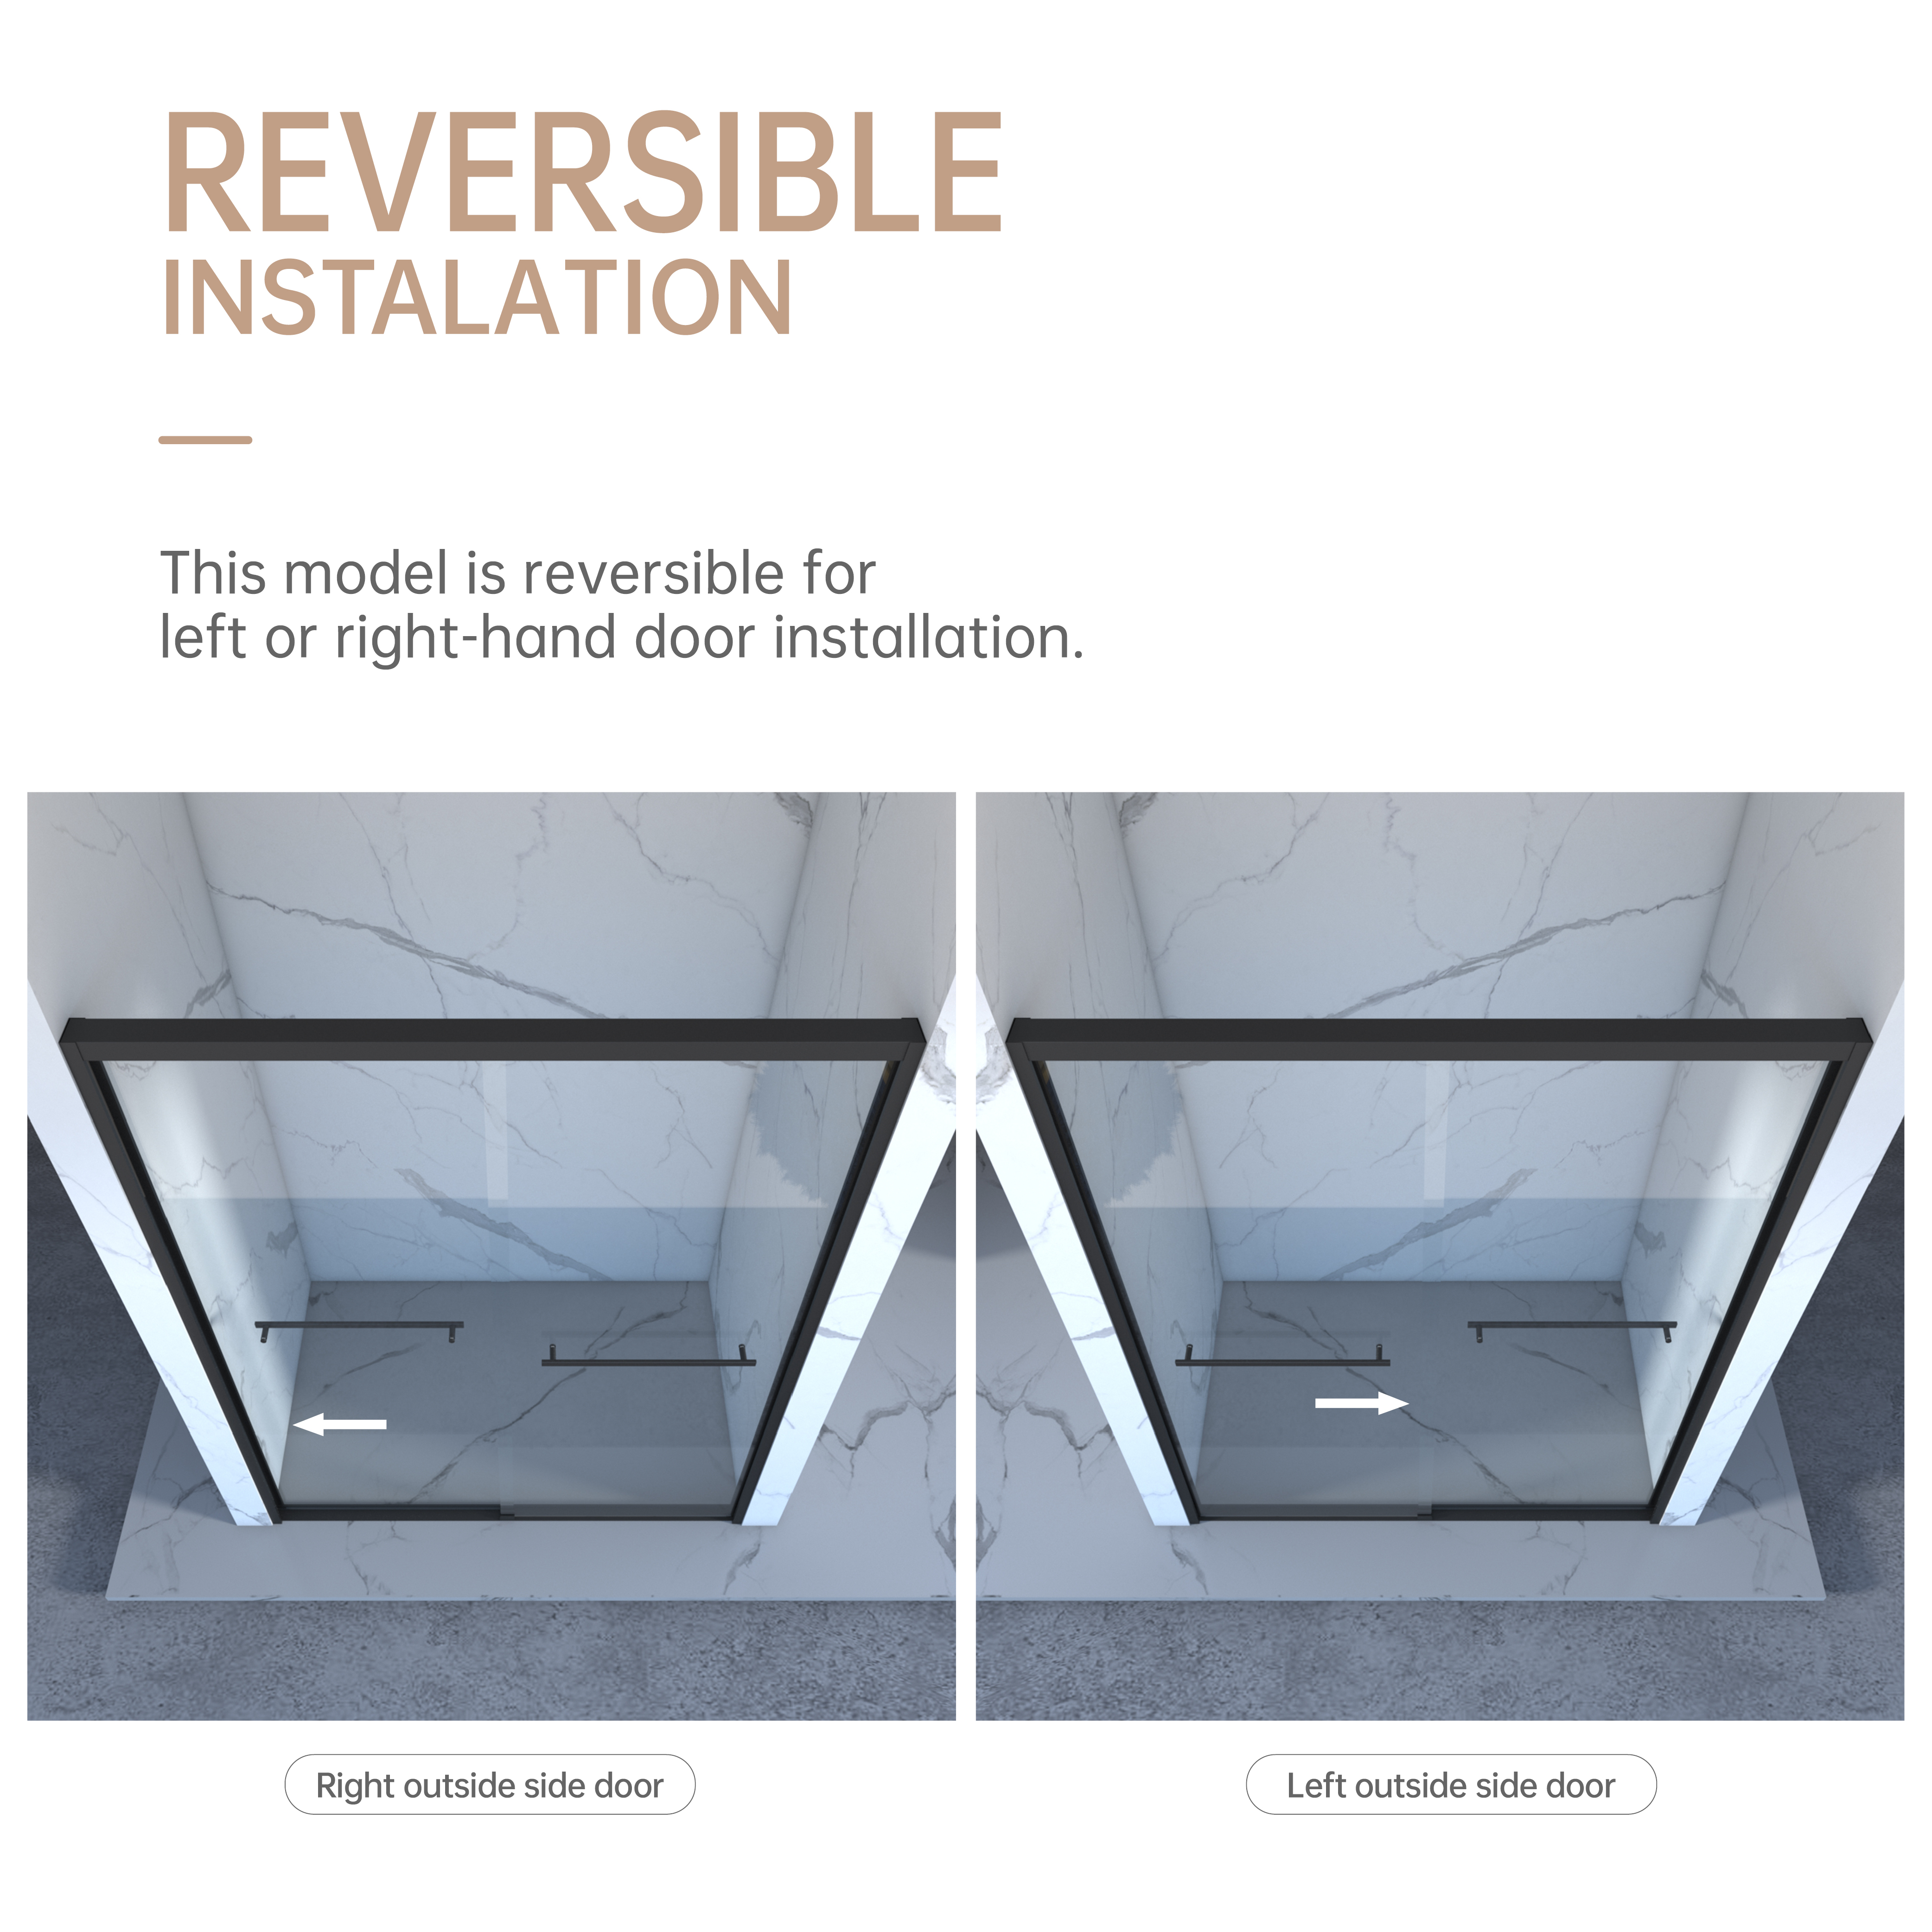 REVERSIBLE
INSTALATION
This model is reversible for
left or right-hand door installation.
Right outside side door
Left outside side door